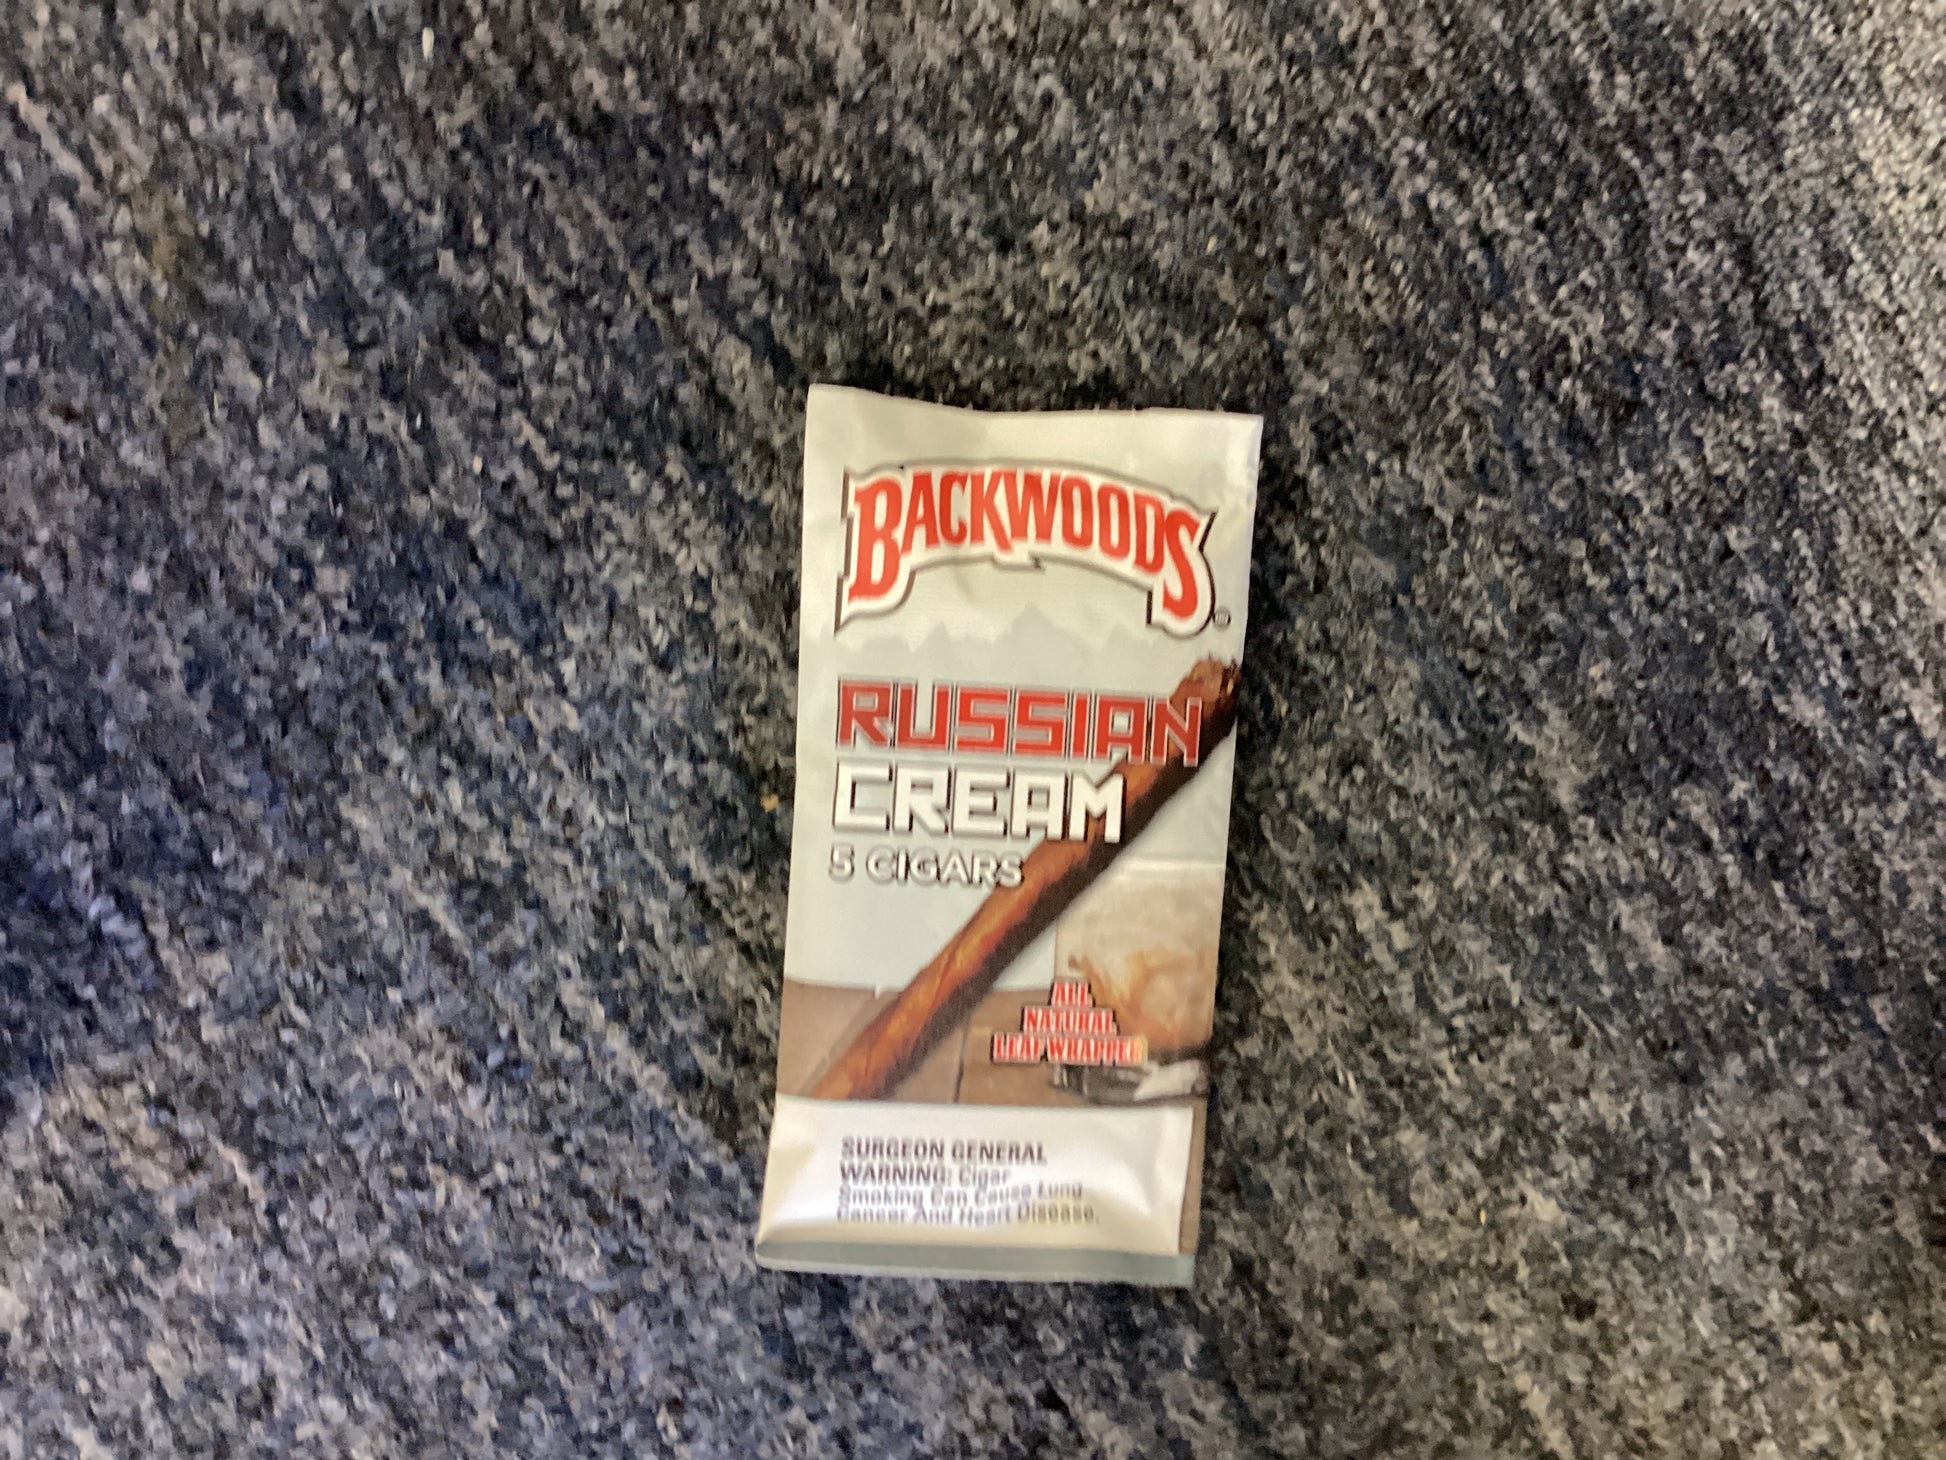 BACKWOODS®
RUSSIAN
CREAM
5 CIGARS
ALL
NATURAL
LEAF WRAPPER
SURGEON GENERAL
WARNING: Cigar
Smoking Can Cause Lung
Cancer And Heart Disease.